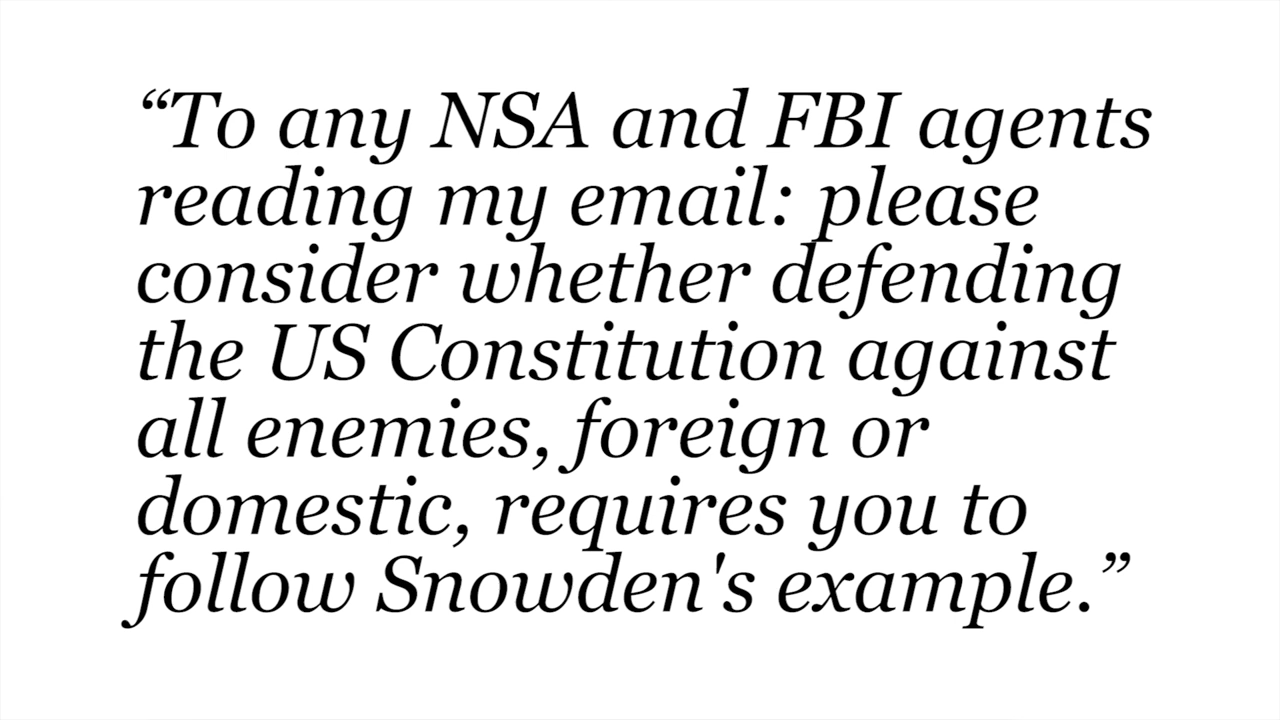 “To any NSA and FBI agents
reading my email: please
consider whether defending
the US Constitution against
all enemies, foreign or
domestic, requires you to
follow Snowden's example.”